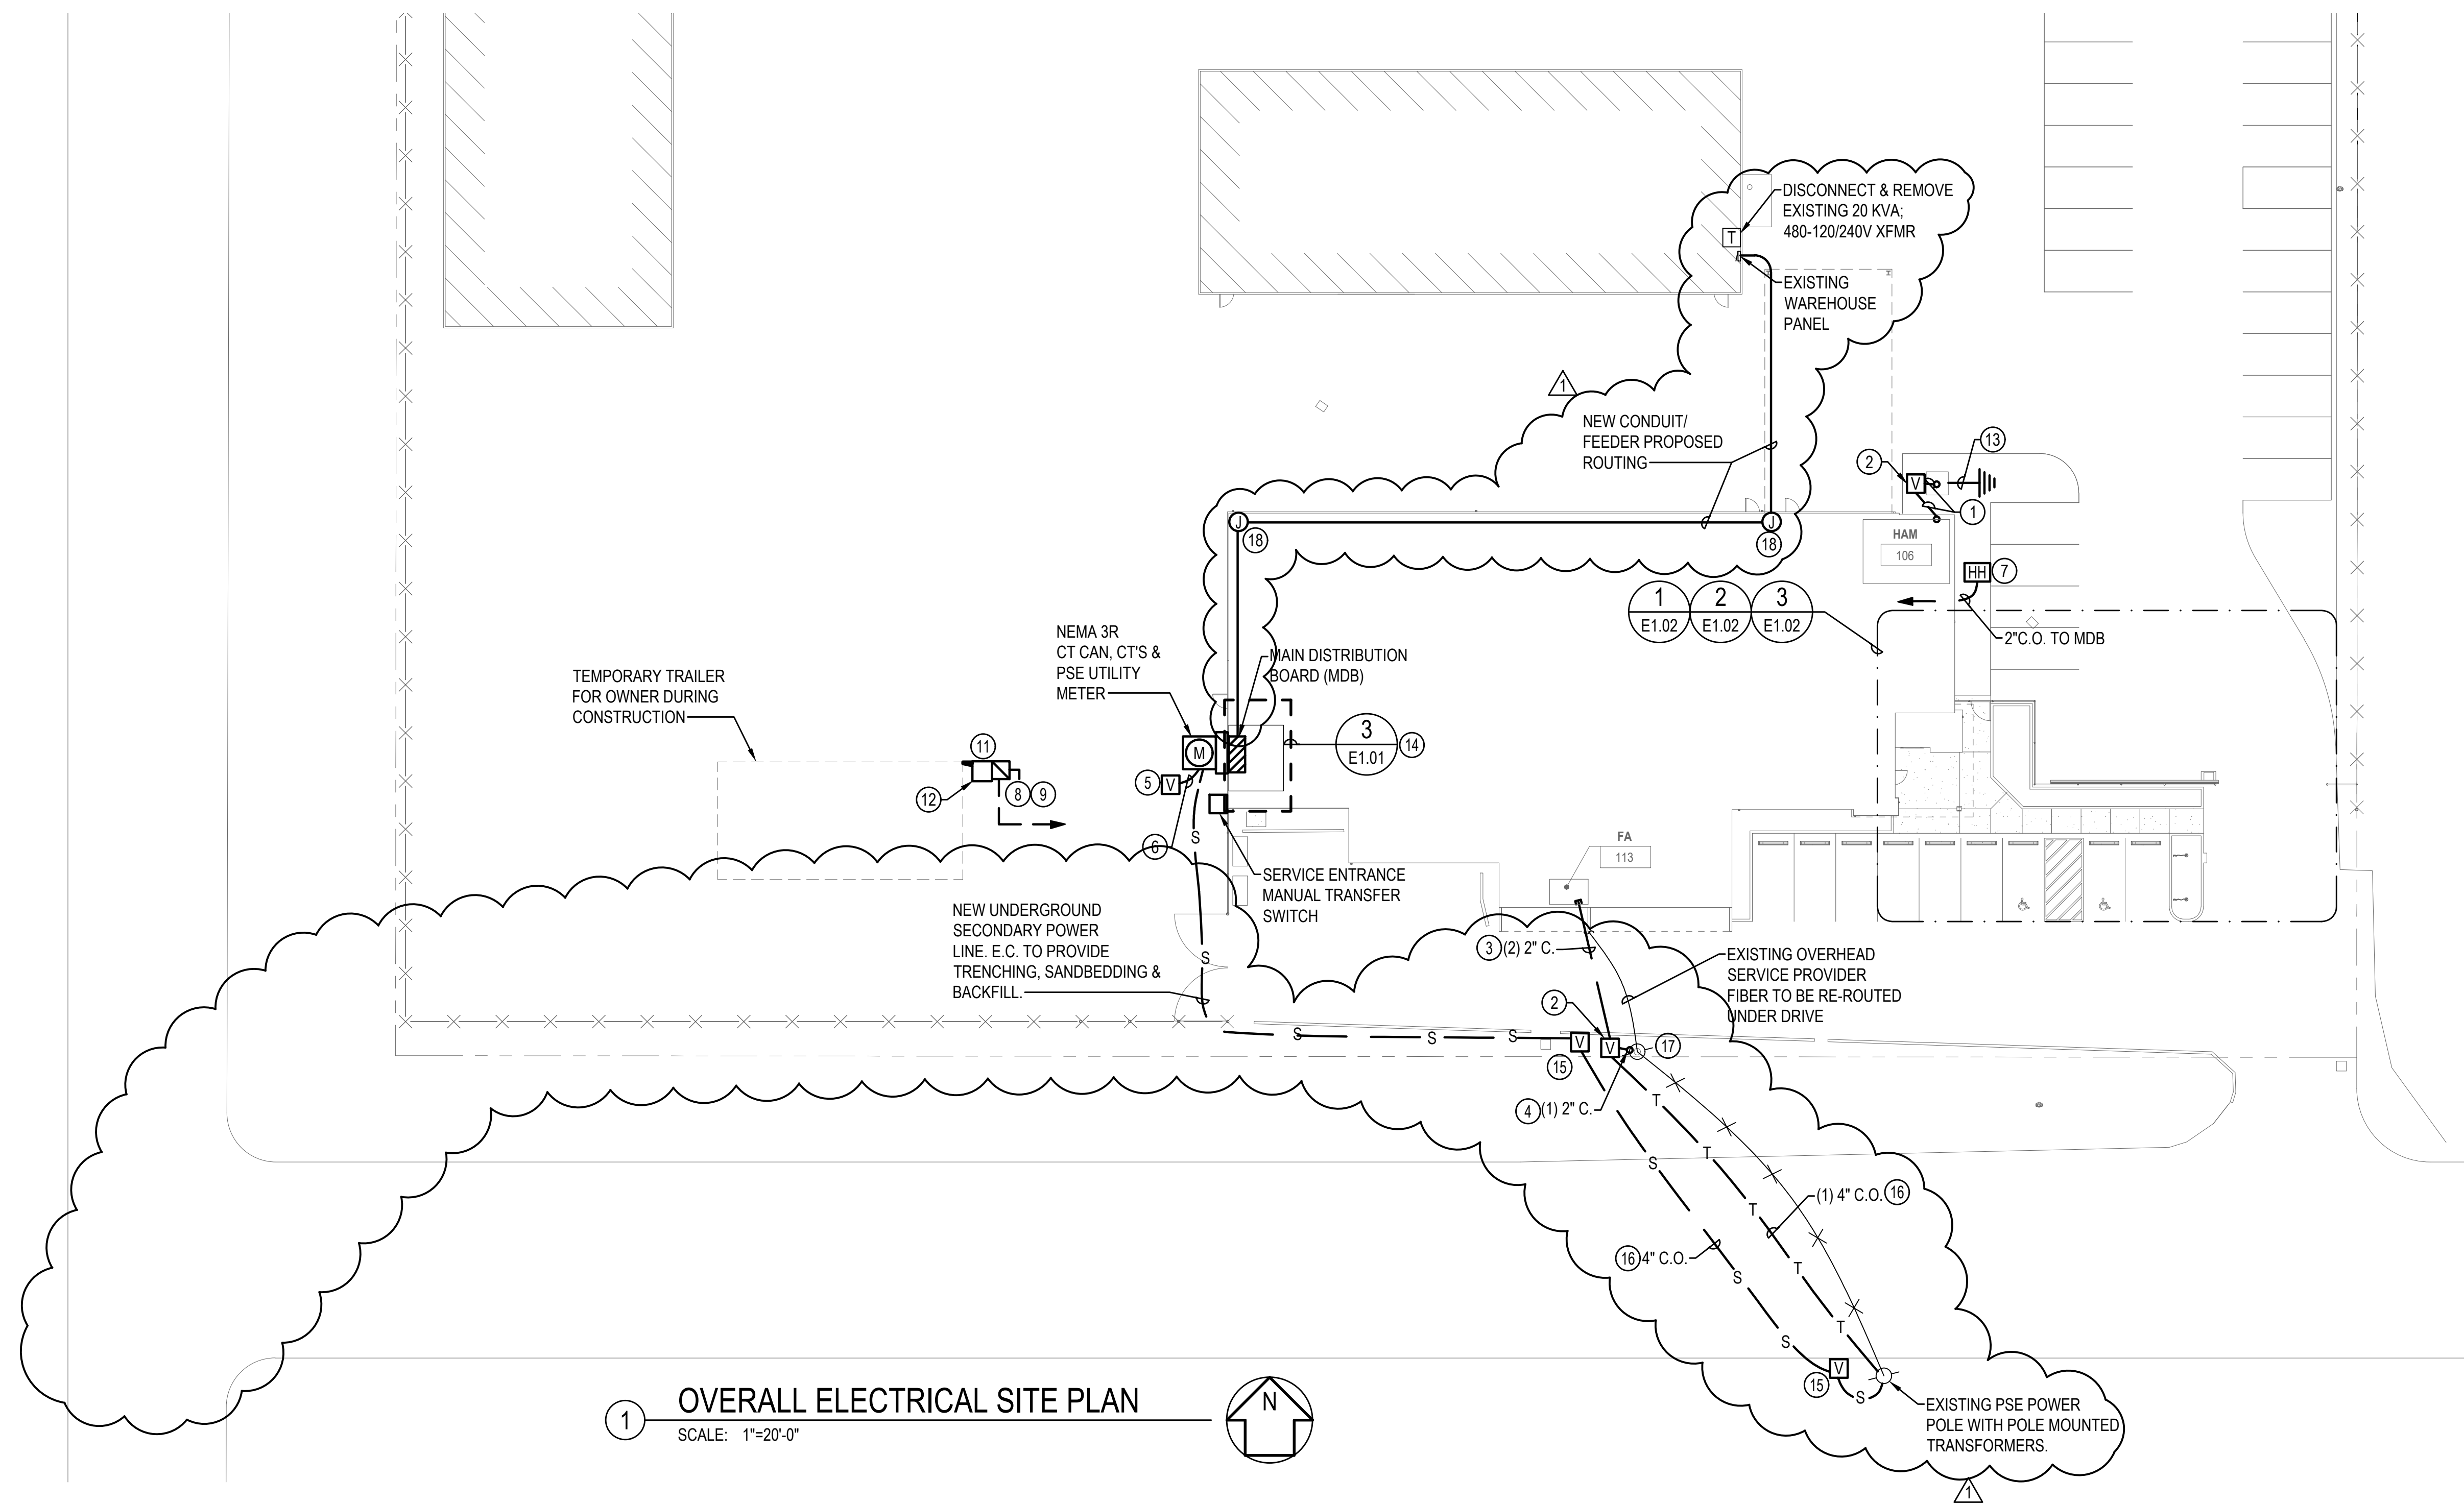 DISCONNECT & REMOVE
EXISTING 20 KVA;
480-120/240V XFMR
T
EXISTING
WAREHOUSE
PANEL
1
NEW CONDUIT/
FEEDER PROPOSED
ROUTING
13
2
V
1
J
18
J
18
HAM
106
HH
7
1
E1.02
2
E1.02
3
E1.02
2"C.O. TO MDB
NEMA 3R
CT CAN, CT'S &
PSE UTILITY
METER
MAIN DISTRIBUTION
BOARD (MDB)
TEMPORARY TRAILER
FOR OWNER DURING
CONSTRUCTION
M
3
E1.01
14
11
12
8
9
5
V
6
S
FA
113
SERVICE ENTRANCE
MANUAL TRANSFER
SWITCH
NEW UNDERGROUND
SECONDARY POWER
LINE. E.C. TO PROVIDE
TRENCHING, SANDBEDDING &
BACKFILL.
S
3
(2) 2" C.
EXISTING OVERHEAD
SERVICE PROVIDER
FIBER TO BE RE-ROUTED
UNDER DRIVE
2
S
S
S
V
V
17
15
4
(1) 2" C.
T
T
S
T
(1) 4" C.O.
16
16
4" C.O.
T
S
T
S
V
15
S
EXISTING PSE POWER
POLE WITH POLE MOUNTED
TRANSFORMERS.
1
1
OVERALL ELECTRICAL SITE PLAN
SCALE: 1"=20'-0"
N